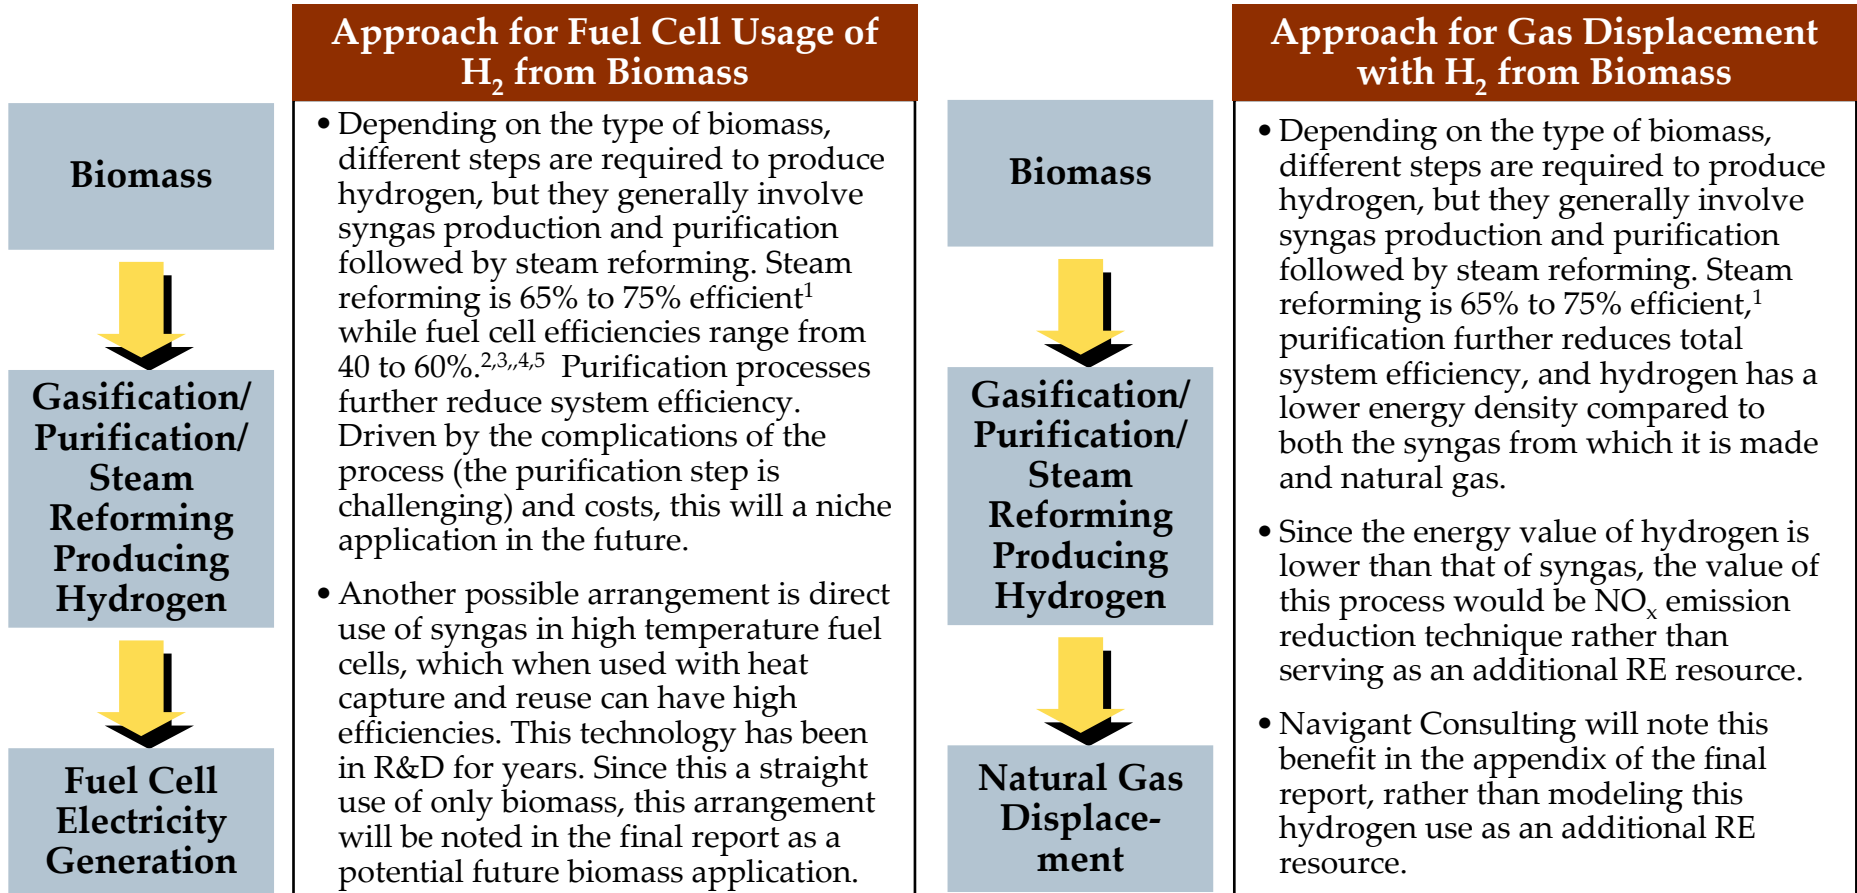 Biomass
Gasification/
Purification/
Steam
Reforming
Producing
Hydrogen
Fuel Cell
Electricity
Generation
Approach for Fuel Cell Usage of
H2 from Biomass
• Depending on the type of biomass,
different steps are required to produce
hydrogen, but they generally involve
syngas production and purification
followed by steam reforming. Steam
reforming is 65% to 75% efficient1
while fuel cell efficiencies range from
40 to 60%.2,3,,4,5 Purification processes
further reduce system efficiency.
Driven by the complications of the
process (the purification step is
challenging) and costs, this will a niche
application in the future.
• Another possible arrangement is direct
use of syngas in high temperature fuel
cells, which when used with heat
capture and reuse can have high
efficiencies. This technology has been
in R&D for years. Since this a straight
use of only biomass, this arrangement
will be noted in the final report as a
potential future biomass application.
Biomass
Gasification/
Purification/
Steam
Reforming
Producing
Hydrogen
Natural Gas
Displace-
ment
Approach for Gas Displacement
with H2 from Biomass
• Depending on the type of biomass,
different steps are required to produce
hydrogen, but they generally involve
syngas production and purification
followed by steam reforming. Steam
reforming is 65% to 75% efficient,1
purification further reduces total
system efficiency, and hydrogen has a
lower energy density compared to
both the syngas from which it is made
and natural gas.
• Since the energy value of hydrogen is
lower than that of syngas, the value of
this process would be NOx emission
reduction technique rather than
serving as an additional RE resource.
• Navigant Consulting will note this
benefit in the appendix of the final
report, rather than modeling this
hydrogen use as an additional RE
resource.